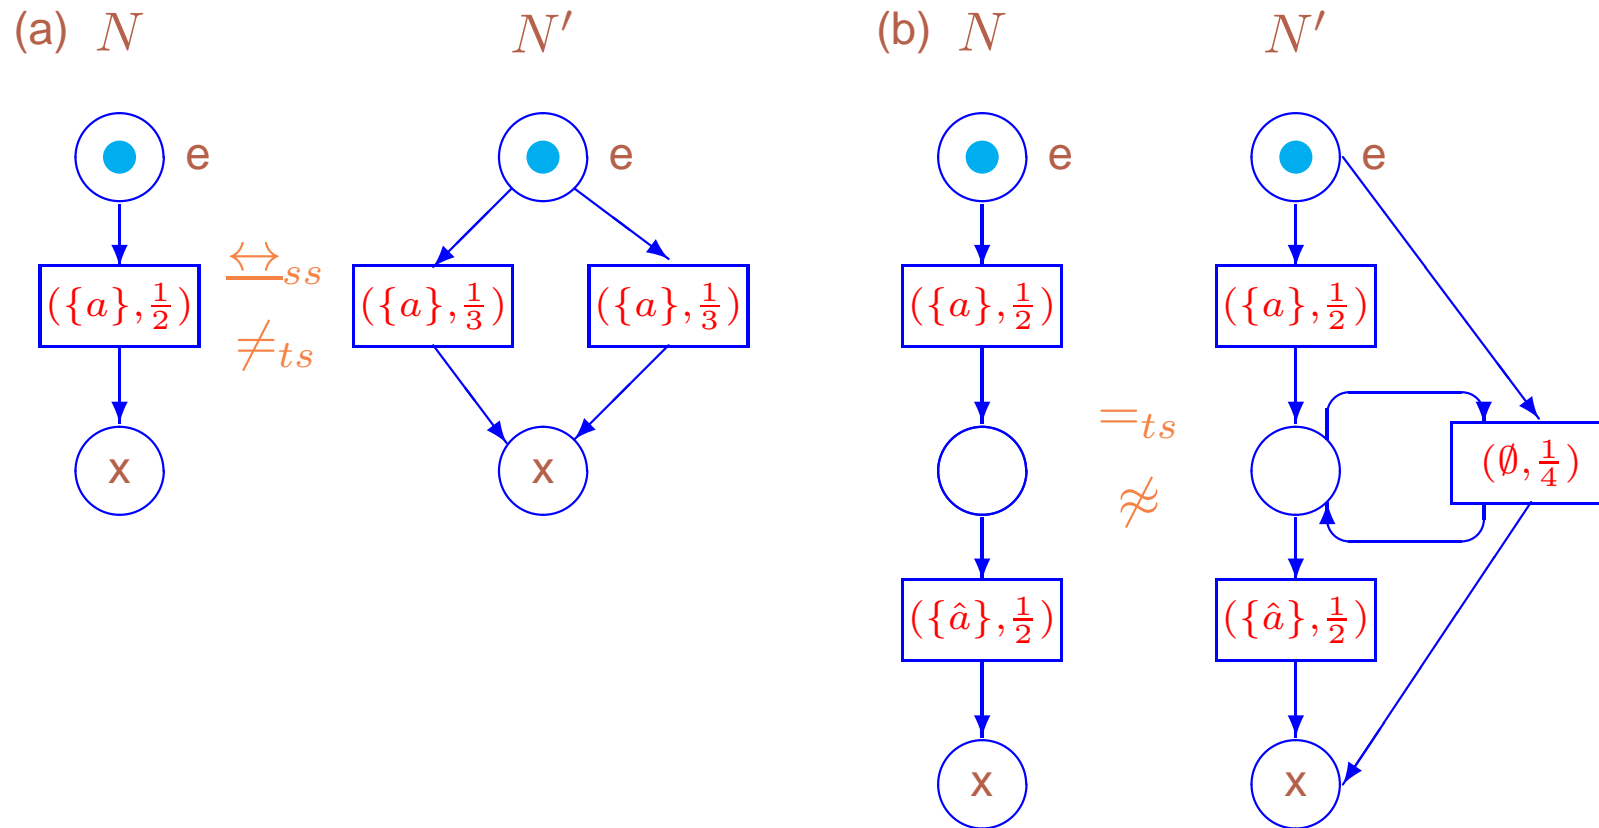 (a) N N′ (b) N N′
e e e e
↔ss
({a}, 1/2) ({a}, 1/3) ({a}, 1/3) ({a}, 1/2) ({a}, 1/2)
≠ts
=ts
x x (∅, 1/4)
≉
({â}, 1/2) ({â}, 1/2)
x x